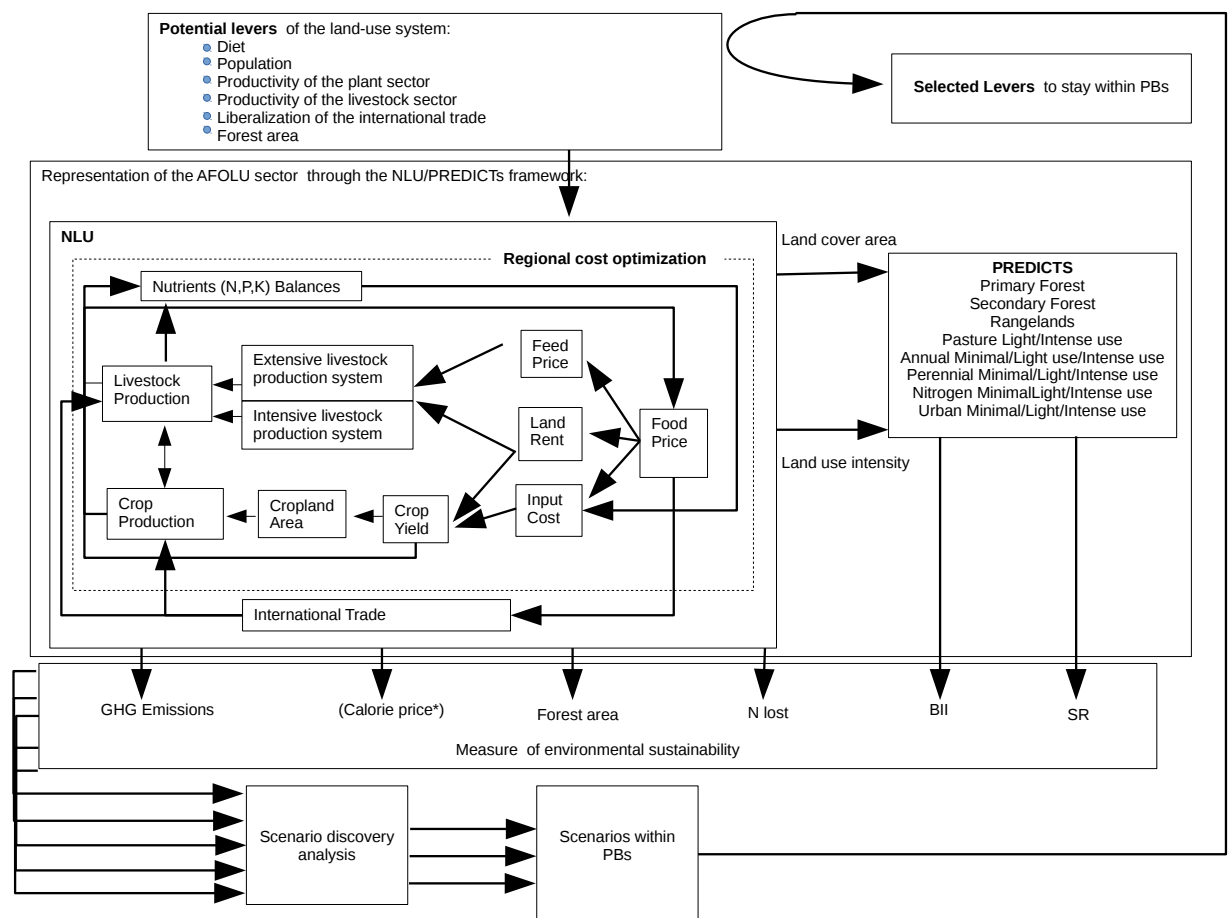 Potential levers of the land-use system:
Diet
Population
Productivity of the plant sector
Productivity of the livestock sector
Liberalization of the international trade
Forest area
Selected Levers to stay within PBs
Representation of the AFOLU sector through the NLU/PREDICTs framework:
NLU
Regional cost optimization
Nutrients (N,P,K) Balances
Livestock
Production
Extensive livestock
production system
Intensive livestock
production system
Feed
Price
Land
Rent
Food
Price
Crop
Production
Cropland
Area
Crop
Yield
Input
Cost
International Trade
Land cover area
Land use intensity
PREDICTS
Primary Forest
Secondary Forest
Rangelands
Pasture Light/Intense use
Annual Minimal/Light use/Intense use
Perennial Minimal/Light/Intense use
Nitrogen MinimalLight/Intense use
Urban Minimal/Light/Intense use
GHG Emissions
(Calorie price*)
Forest area
N lost
BII
SR
Measure of environmental sustainability
Scenario discovery
analysis
Scenarios within
PBs